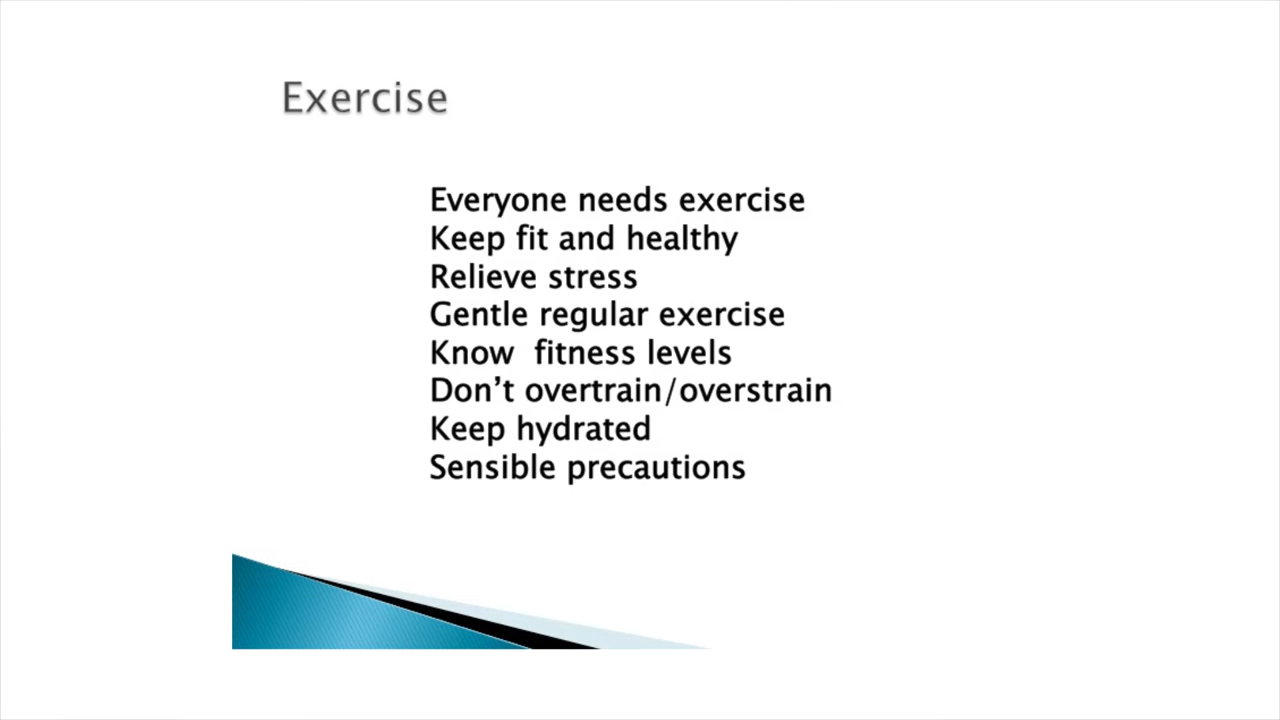 Exercise
Everyone needs exercise
Keep fit and healthy
Relieve stress
Gentle regular exercise
Know  fitness levels
Don’t overtrain/overstrain
Keep hydrated
Sensible precautions